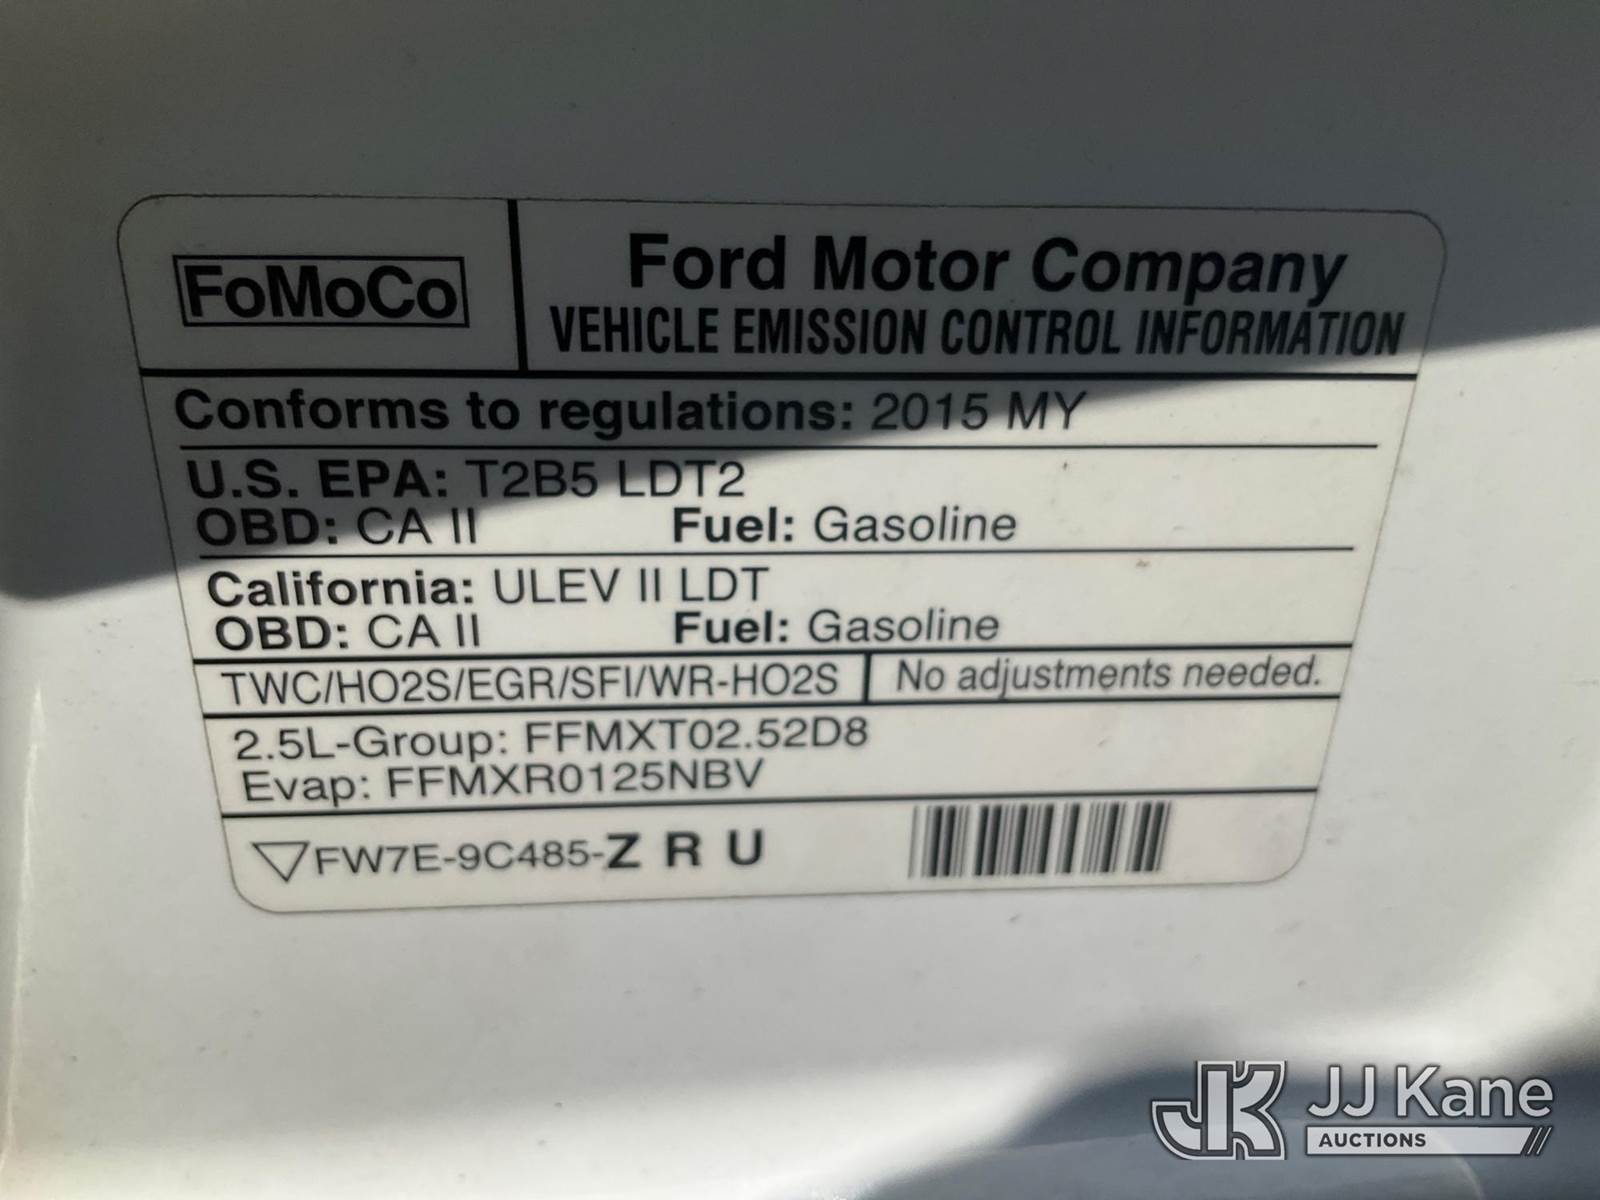 FoMoCo
Ford Motor Company
VEHICLE EMISSION CONTROL INFORMATION
Conforms to regulations: 2015 MY
U.S. EPA: T2B5 LDT2
OBD: CA II Fuel: Gasoline
California: ULEV II LDT
OBD: CA II Fuel: Gasoline
TWC/HO2S/EGR/SFI/WR-HO2S No adjustments needed.
2.5L-Group: FFMXT02.52D8
Evap: FFMXR0125NBV
FW7E-9C485-Z R U
JK JJ Kane
AUCTIONS